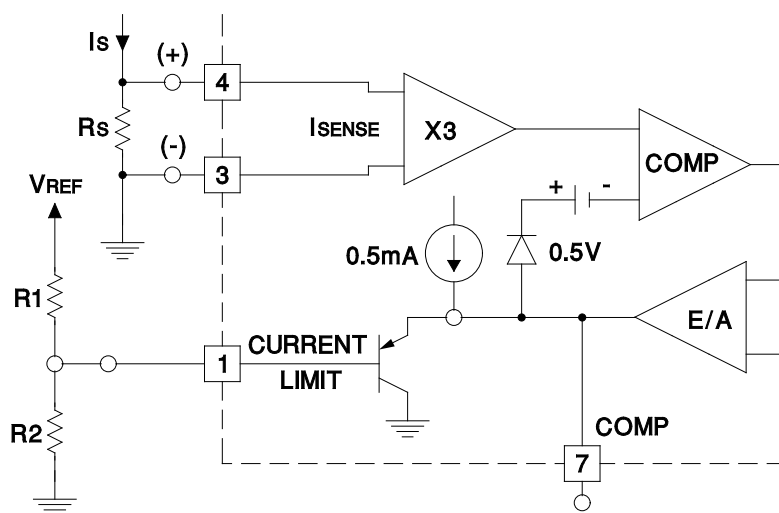 Is
(+)
4
ISENSE
X3
Rs
(-)
3
COMP
VREF
+ -
0.5mA
0.5V
R1
E/A
1
CURRENT
LIMIT
R2
COMP
7